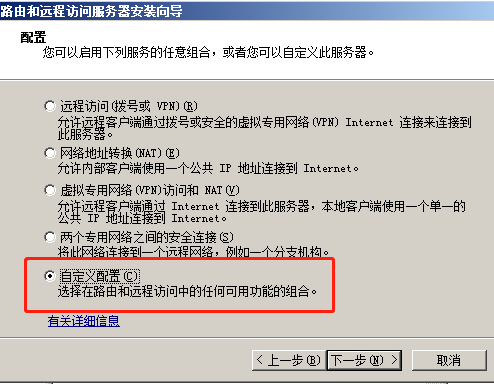 路由和远程访问服务器安装向导
配置
您可以启用下列服务的任意组合，或者您可以自定义此服务器。
远程访问(拨号或 VPN)(R)
允许远程客户端通过拨号或安全的虚拟专用网络(VPN) Internet 连接来连接到
此服务器。
网络地址转换(NAT)(E)
允许内部客户端使用一个公共 IP 地址连接到 Internet。
虚拟专用网络(VPN)访问和 NAT(V)
允许远程客户端通过 Internet 连接到此服务器，本地客户端使用一个单一的
公共 IP 地址连接到 Internet。
两个专用网络之间的安全连接(S)
将此网络连接到一个远程网络，例如一个分支机构。
自定义配置(C)
选择在路由和远程访问中的任何可用功能的组合。
有关详细信息
< 上一步(B) 下一步(N) > 取消